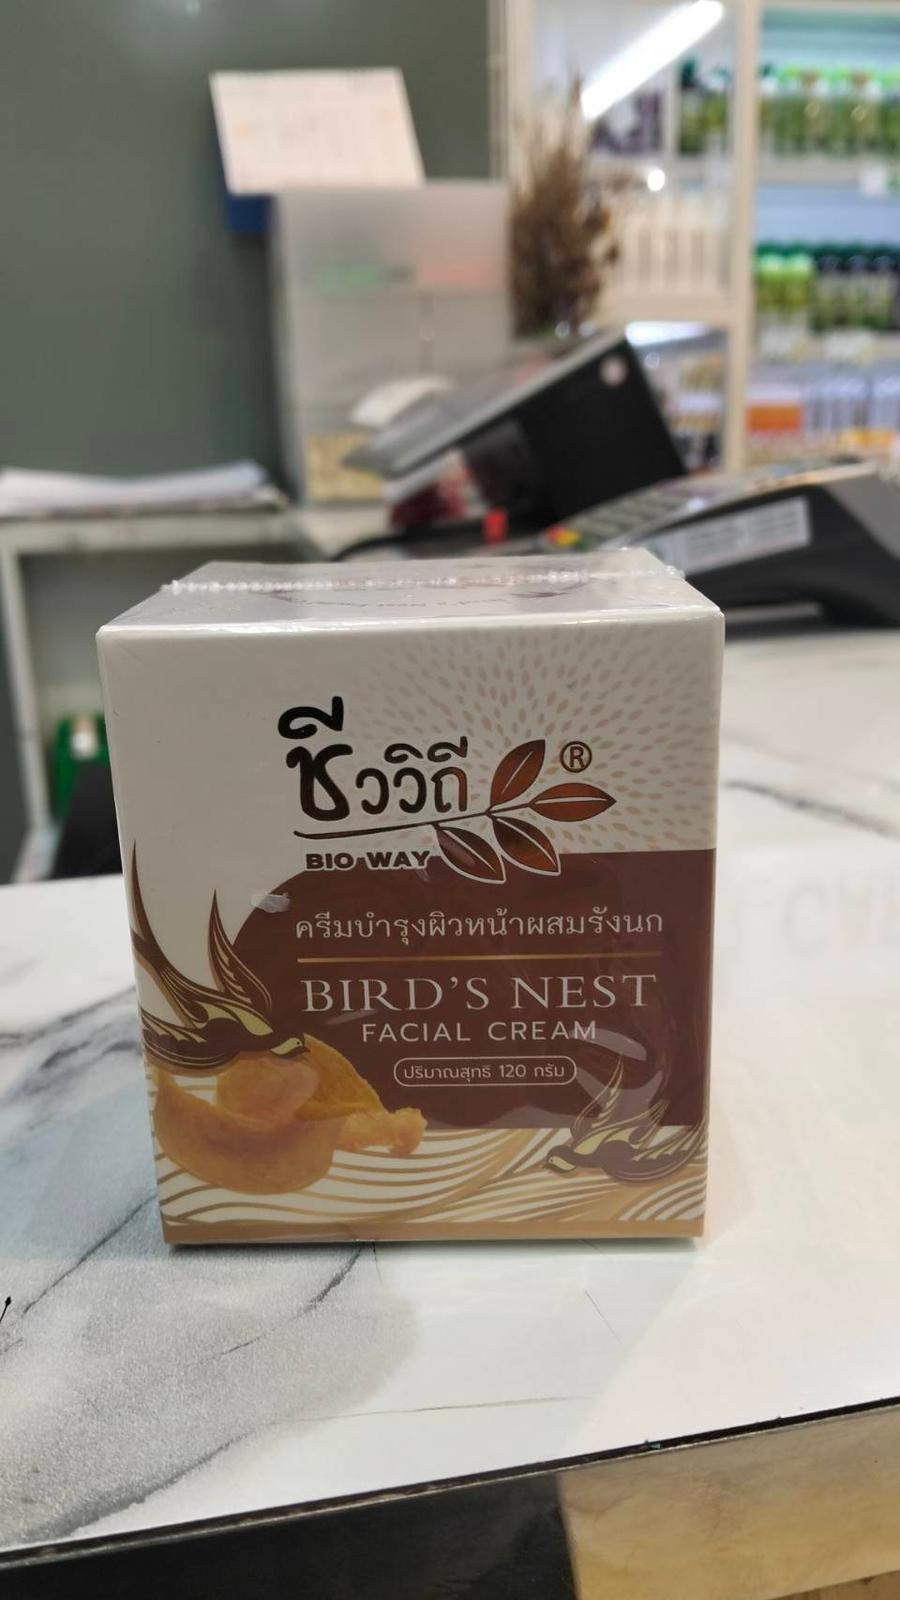 ชีววิถี ®
BIO WAY
ครีมบำรุงผิวหน้าผสมรังนก
BIRD'S NEST
FACIAL CREAM
ปริมาณสุทธิ 120 กรัม